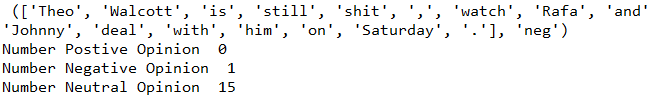 (['Theo', 'Walcott', 'is', 'still', 'shit', ',', 'watch', 'Rafa', 'and'
'Johnny', 'deal', 'with', 'him', 'on', 'Saturday', '.'], 'neg')
Number Postive Opinion  0
Number Negative Opinion  1
Number Neutral Opinion  15